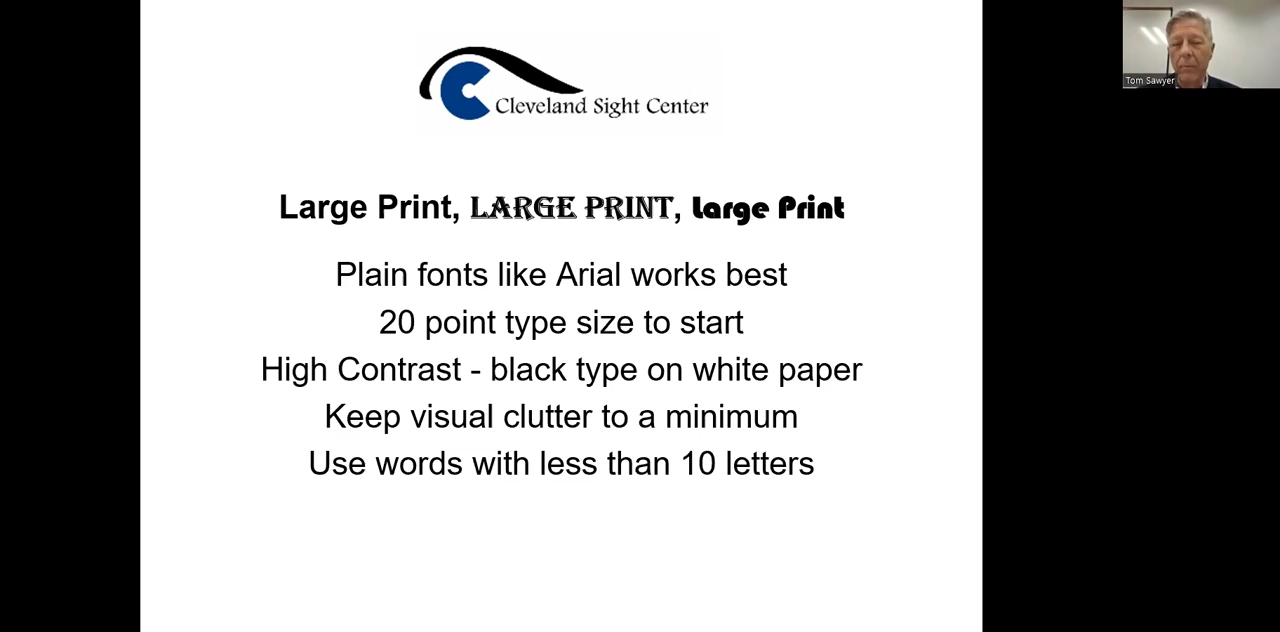 Cleveland Sight Center
Tom Sawyer
Large Print, LARGE PRINT, Large Print
Plain fonts like Arial works best
20 point type size to start
High Contrast - black type on white paper
Keep visual clutter to a minimum
Use words with less than 10 letters